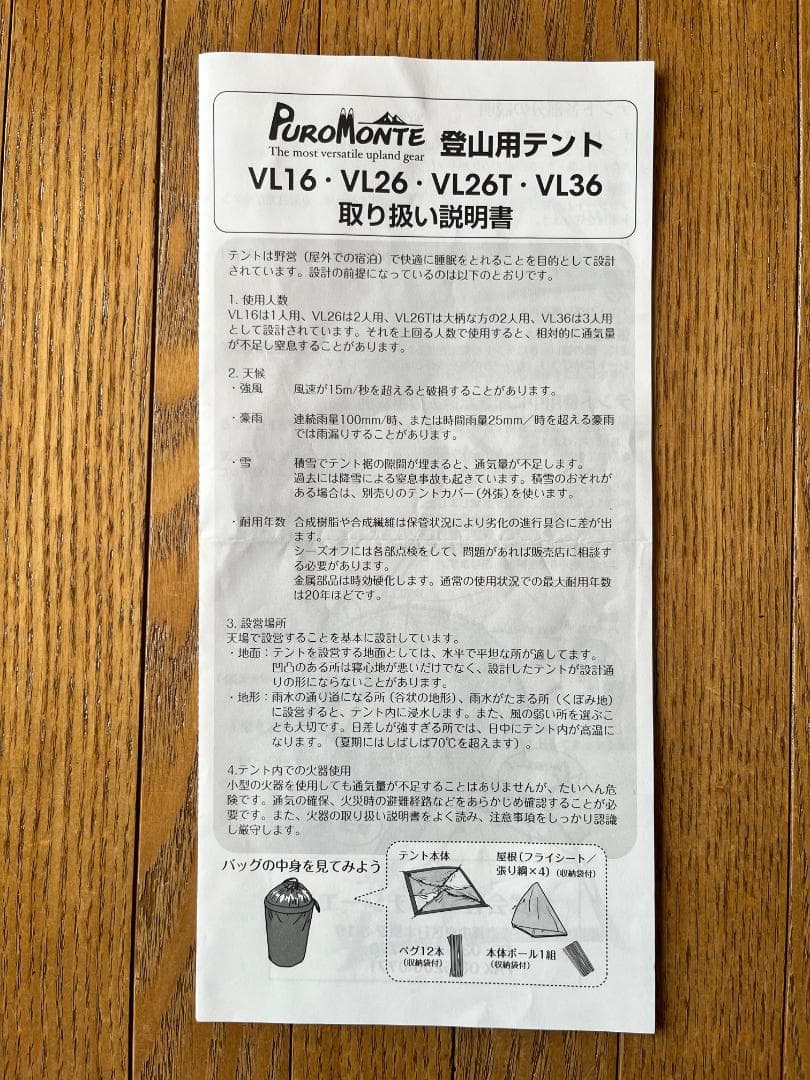 PUROMONTE
The most versatile upland gear
登山用テント
VL16・VL26・VL26T・VL36
取り扱い説明書
テントは野営（屋外での宿泊）で快適に睡眠をとれることを目的として設計
されています。設計の前提になっているのは以下のとおりです。
1. 使用人数
VL16は1人用、VL26は2人用、VL26Tは大柄な方の2人用、VL36は3人用
として設計されています。それを上回る人数で使用すると、相対的に通気量
が不足し窒息することがあります。
2. 天候
・強風 風速が15m/秒を超えると破損することがあります。
・豪雨 連続雨量100mm/時、または時間雨量25mm／時を超える豪雨
では雨漏りすることがあります。
・雪 積雪でテント裾の隙間が埋まると、通気量が不足します。
過去には降雪による窒息事故も起きています。積雪のおそれが
ある場合は、別売りのテントカバー（外張）を使います。
・耐用年数 合成樹脂や合成繊維は保管状況により劣化の進行具合に差が出
ます。
シーズオフには各部点検をして、問題があれば販売店に相談す
る必要があります。
金属部品は時効硬化します。通常の使用状況での最大耐用年数
は20年ほどです。
3. 設営場所
天場で設営することを基本に設計しています。
・地面：テントを設営する地面としては、水平で平坦な所が適してます。
凹凸のある所は寝心地が悪いだけでなく、設計したテントが設計通
りの形にならないことがあります。
・地形：雨水の通り道になる所（谷状の地形）、雨水がたまる所（くぼみ地）
に設営すると、テント内に浸水します。また、風の弱い所を選ぶこ
とも大切です。日差しが強すぎる所では、日中にテント内が高温に
なります。（夏期にはしばしば70℃を超えます）。
4.テント内での火器使用
小型の火器を使用しても通気量が不足することはありませんが、たいへん危
険です。通気の確保、火災時の避難経路などをあらかじめ確認することが必
要です。また、火器の取り扱い説明書をよく読み、注意事項をしっかり認識
し厳守します。
バッグの中身を見てみよう
テント本体
屋根（フライシート／
張り綱×4）（収納袋付）
ペグ12本
（収納袋付）
本体ポール1組
（収納袋付）